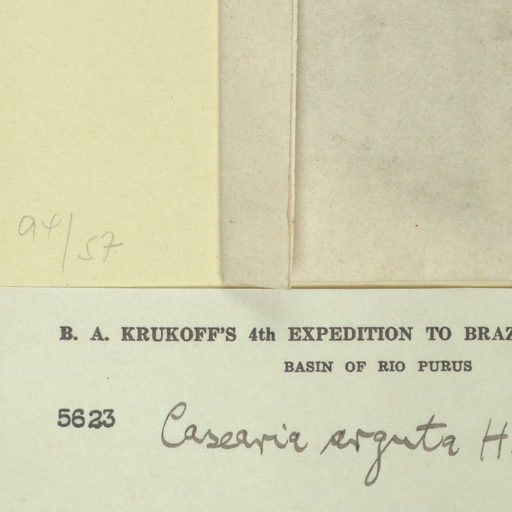 94/57
B. A. KRUKOFF'S 4th EXPEDITION TO BRAZ
BASIN OF RIO PURUS
5623 Casearia arguta H.